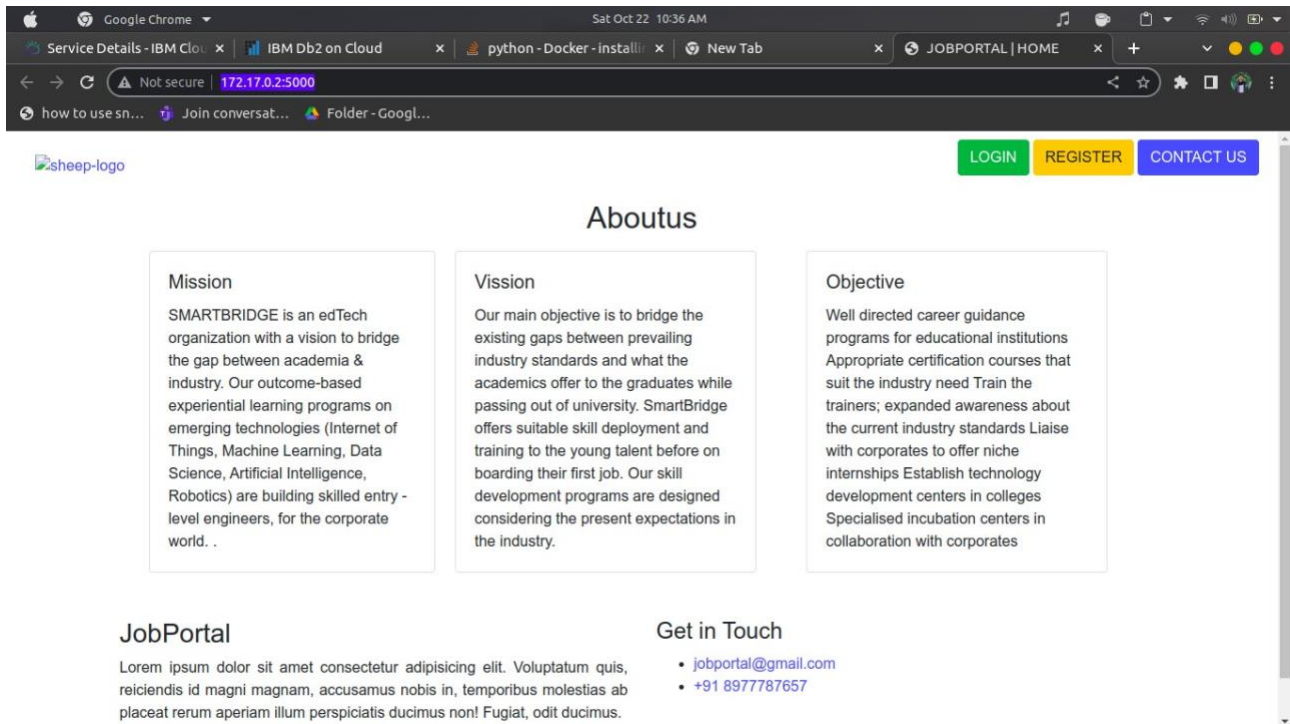 Google Chrome
Sat Oct 22 10:36 AM
Service Details - IBM Clou
IBM Db2 on Cloud
python - Docker - installin
New Tab
JOBPORTAL | HOME
Not secure | 172.17.0.2:5000
how to use sn...
Join conversat...
Folder - Googl...
sheep-logo
LOGIN
REGISTER
CONTACT US
Aboutus
Mission
SMARTBRIDGE is an edTech
organization with a vision to bridge
the gap between academia &
industry. Our outcome-based
experiential learning programs on
emerging technologies (Internet of
Things, Machine Learning, Data
Science, Artificial Intelligence,
Robotics) are building skilled entry -
level engineers, for the corporate
world. .
Vission
Our main objective is to bridge the
existing gaps between prevailing
industry standards and what the
academics offer to the graduates while
passing out of university. SmartBridge
offers suitable skill deployment and
training to the young talent before on
boarding their first job. Our skill
development programs are designed
considering the present expectations in
the industry.
Objective
Well directed career guidance
programs for educational institutions
Appropriate certification courses that
suit the industry need Train the
trainers; expanded awareness about
the current industry standards Liaise
with corporates to offer niche
internships Establish technology
development centers in colleges
Specialised incubation centers in
collaboration with corporates
JobPortal
Lorem ipsum dolor sit amet consectetur adipisicing elit. Voluptatum quis,
reiciendis id magni magnam, accusamus nobis in, temporibus molestias ab
placeat rerum aperiam illum perspiciatis ducimus non! Fugiat, odit ducimus.
Get in Touch
jobportal@gmail.com
+91 8977787657